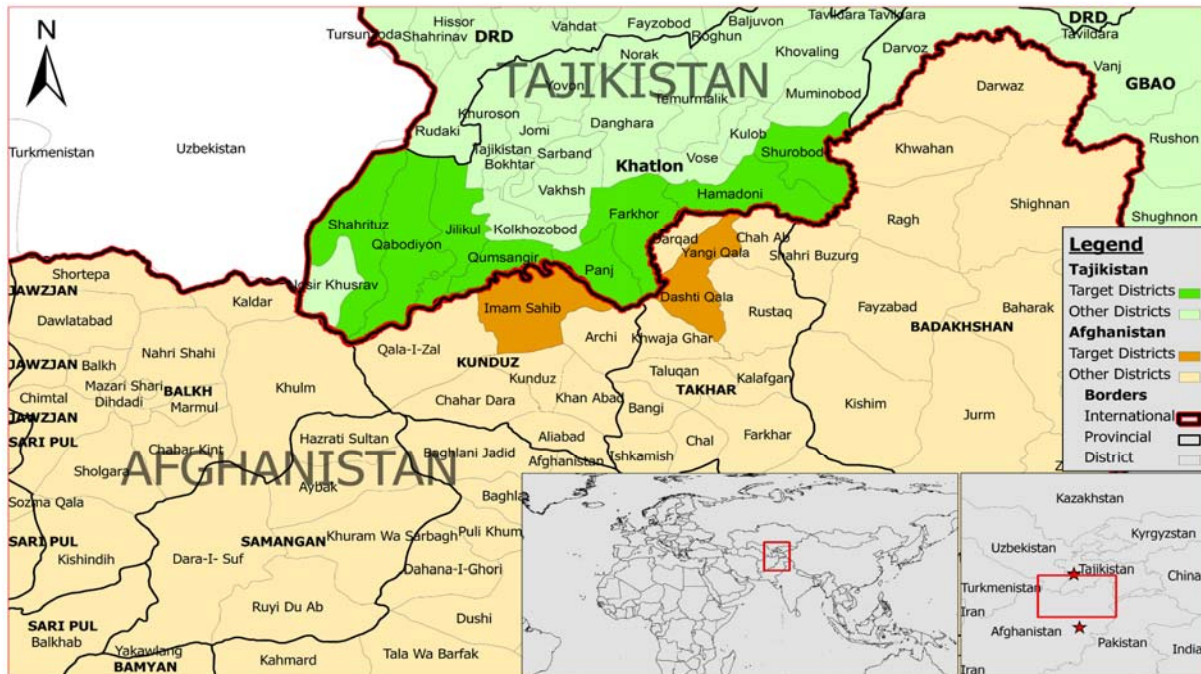 N
Tursunzoda
Hissor
Shahrinav
DRD
Vahdat
Fayzobod
Roghun
Baljuvon
Tavildara
Tavildara
DRD
Tavildara
Darvoz
Vanj
GBAO
Norak
Khovaling
TAJIKISTAN
Yovon
Darwaz
Temurmalik
Muminobod
Khuroson
Danghara
Rudaki
Jomi
Kulob
Rushon
Turkmenistan
Uzbekistan
Tajikistan
Bokhtar
Sarband
Vose
Shurobod
Khwahan
Khatlon
Vakhsh
Hamadoni
Shighnan
Farkhor
Ragh
Shughnon
Shahrituz
Jilikul
Kolkhozobod
Qabodiyon
Darqad
Chah Ab
Yangi Qala
Shahri Buzurg
Qumsangir
Panj
Shortepa
Nosir Khusrav
JAWZJAN
Kaldar
Imam Sahib
Dashti Qala
Rustaq
Fayzabad
Baharak
BADAKHSHAN
Dawlatabad
Archi
Khwaja Ghar
Qala-I-Zal
Nahri Shahi
KUNDUZ
JAWZJAN
Balkh
Taluqan
Kalafgan
Kunduz
TAKHAR
Mazari Shari
Chimtal
Dihdadi
BALKH
Khulm
Marmul
Chahar Dara
Khan Abad
Bangi
Kishim
Jurm
JAWZJAN
SARI PUL
Hazrati Sultan
Aliabad
Chal
Farkhar
Chabar Kint
Baghlani Jadid
Afghanistan
Ishkamish
AFGHANISTAN
Sholgara
Aybak
Sozma Qala
Baghla
SARI PUL
Khuram Wa Sarbagh
Puli Khum
Kishindih
Dara-I- Suf
SAMANGAN
Dahana-I-Ghori
Ruyi Du Ab
Dushi
SARI PUL
Balkhab
Yakawlang
BAMYAN
Kahmard
Tala Wa Barfak
Legend
Tajikistan
Target Districts
Other Districts
Afghanistan
Target Districts
Other Districts
Borders
International
Provincial
District
Kazakhstan
Uzbekistan
Kyrgyzstan
Tajikistan
China
Turkmenistan
Iran
Afghanistan
Pakistan
India
Iran